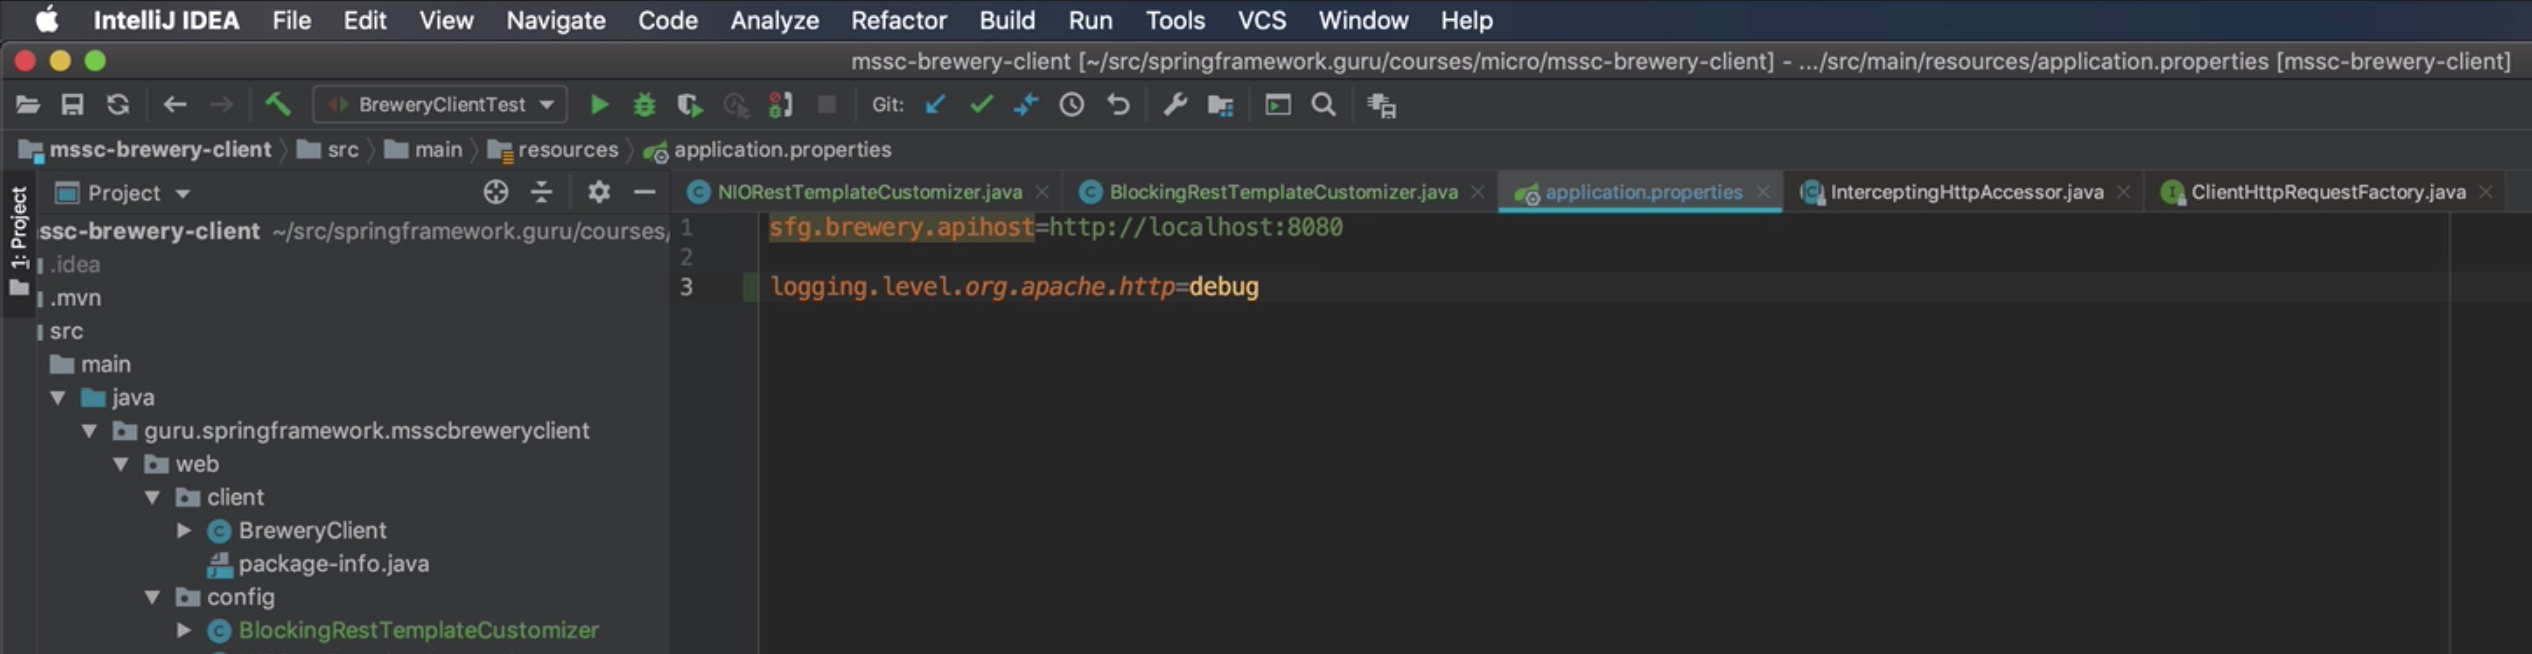 IntelliJ IDEA File Edit View Navigate Code Analyze Refactor Build Run Tools VCS Window Help
mssc-brewery-client [~/src/springframework.guru/courses/micro/mssc-brewery-client] - .../src/main/resources/application.properties [mssc-brewery-client]
BreweryClientTest Git:
mssc-brewery-client src main resources application.properties
1: Project
Project
NIORestTemplateCustomizer.java BlockingRestTemplateCustomizer.java application.properties InterceptingHttpAccessor.java ClientHttpRequestFactory.java
ssc-brewery-client ~/src/springframework.guru/courses/
.idea
.mvn
src
main
java
guru.springframework.msscbreweryclient
web
client
BreweryClient
package-info.java
config
BlockingRestTemplateCustomizer
1 sfg.brewery.apihost=http://localhost:8080
2
3 logging.level.org.apache.http=debug